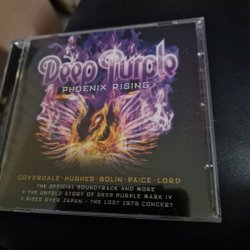 Deep Purple
PHOENIX RISING
COVERDALE · HUGHES · BOLIN · PAICE · LORD
THE OFFICIAL SOUNDTRACK AND MORE
+ THE UNTOLD STORY OF DEEP PURPLE MARK IV
+ RISES OVER JAPAN - THE LOST 1975 CONCERT